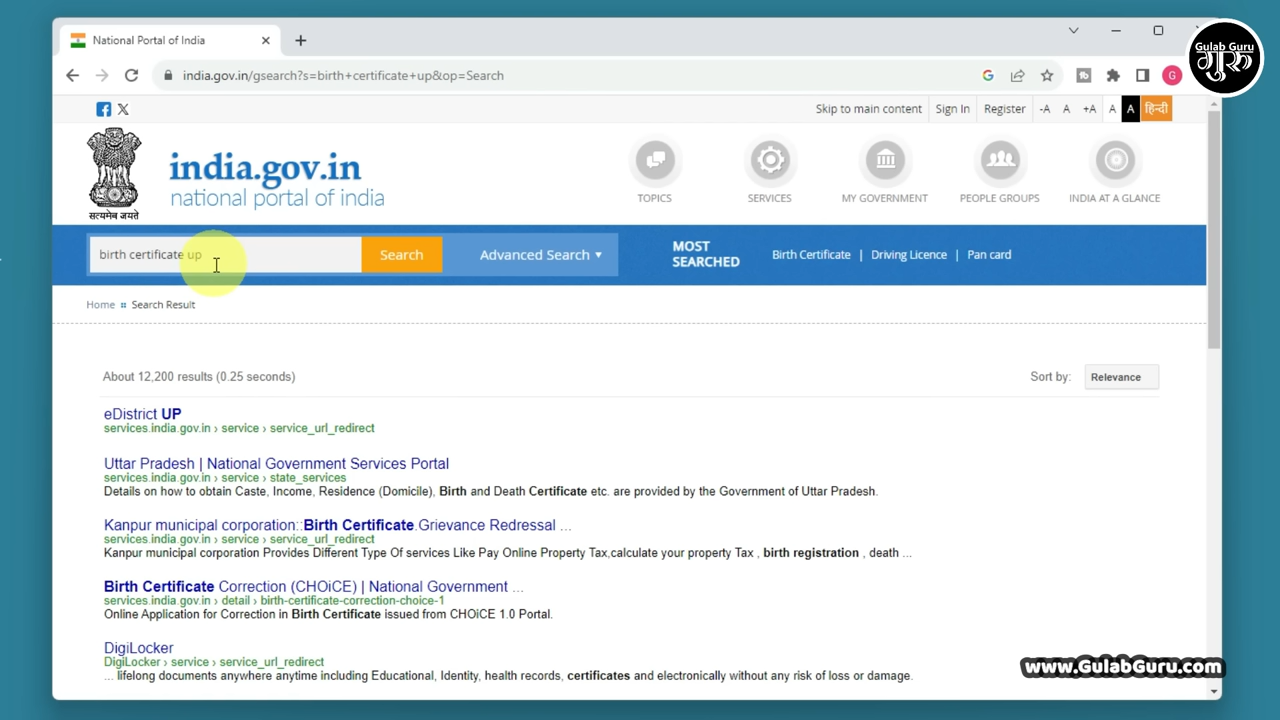 National Portal of India
Gulab Guru
गुरू
india.gov.in/gsearch?s=birth+certificate+up&op=Search
G
Skip to main content
Sign In
Register
-A
A
+A
A
A
हिन्दी
india.gov.in
national portal of india
सत्यमेव जयते
TOPICS
SERVICES
MY GOVERNMENT
PEOPLE GROUPS
INDIA AT A GLANCE
birth certificate up
Search
Advanced Search
MOST
SEARCHED
Birth Certificate | Driving Licence | Pan card
Home
Search Result
About 12,200 results (0.25 seconds)
Sort by:
Relevance
eDistrict UP
services.india.gov.in › service › service_url_redirect
Uttar Pradesh | National Government Services Portal
services.india.gov.in › service › state_services
Details on how to obtain Caste, Income, Residence (Domicile), Birth and Death Certificate etc. are provided by the Government of Uttar Pradesh.
Kanpur municipal corporation::Birth Certificate.Grievance Redressal ...
services.india.gov.in › service › service_url_redirect
Kanpur municipal corporation Provides Different Type Of services Like Pay Online Property Tax,calculate your property Tax , birth registration , death ...
Birth Certificate Correction (CHOiCE) | National Government ...
services.india.gov.in › detail › birth-certificate-correction-choice-1
Online Application for Correction in Birth Certificate issued from CHOiCE 1.0 Portal.
DigiLocker
DigiLocker › service › service_url_redirect
... lifelong documents anywhere anytime including Educational, Identity, health records, certificates and electronically without any risk of loss or damage.
www.GulabGuru.com